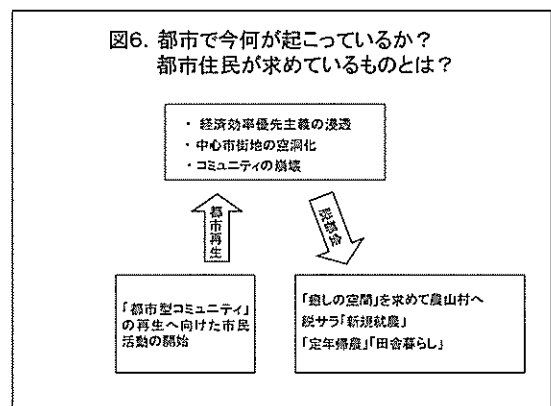 図6. 都市で今何が起こっているか?
都市住民が求めているものとは?
・ 経済効率優先主義の浸透
・ 中心市街地の空洞化
・ コミュニティの崩壊
都市再生
脱都会
「都市型コミュニティ」
の再生へ向けた市民
活動の開始
「癒しの空間」を求めて農山村へ
脱サラ「新規就農」
「定年帰農」「田舎暮らし」